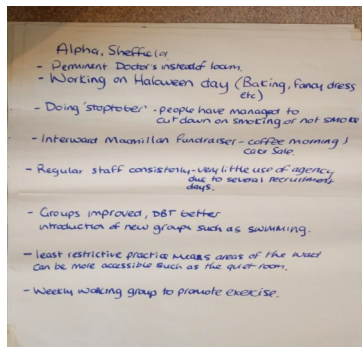 Alpha, Sheffield
- Perminent Doctors instead of locum.
- Working on Haloween day (Baking, Fancy dress
etc)
- Doing 'stoptober' - people have managed to
cut down on smoking or not smoke
- Interward Macmillan Fundraiser - coffee morning /
Cake Sale.
- Regular staff consistently - very little use of agency
due to several recruitment
days.
- Groups improved, DBT better
introduction of new groups such as swimming.
- least restrictive practice means areas of the ward
can be more accessible such as the quiet room.
- Weekly walking group to promote exercise.